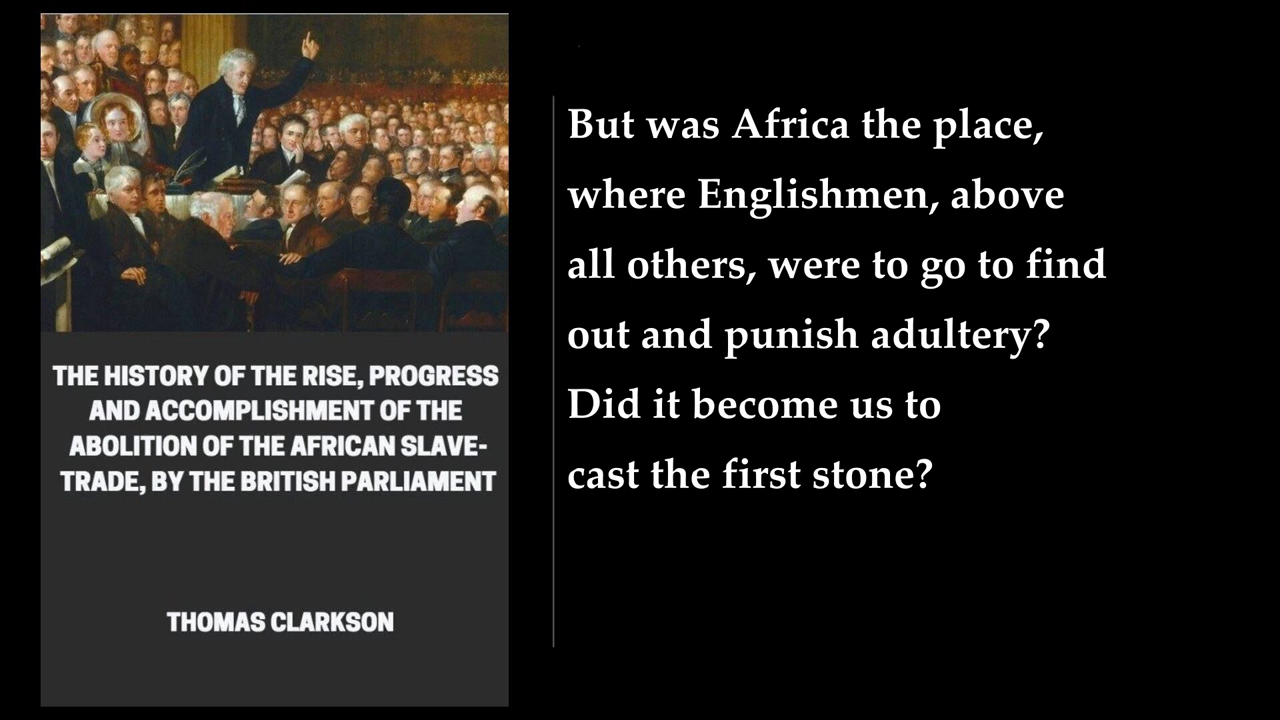 THE HISTORY OF THE RISE, PROGRESS
AND ACCOMPLISHMENT OF THE
ABOLITION OF THE AFRICAN SLAVE-
TRADE, BY THE BRITISH PARLIAMENT
THOMAS CLARKSON
But was Africa the place,
where Englishmen, above
all others, were to go to find
out and punish adultery?
Did it become us to
cast the first stone?